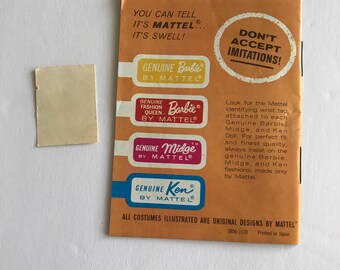 YOU CAN TELL
IT'S MATTEL®...
IT'S SWELL!
DON'T
ACCEPT
IMITATIONS!
GENUINE Barbie®
BY MATTEL
GENUINE
FASHION
QUEEN Barbie®
BY MATTEL
GENUINE Midge™
BY MATTEL
GENUINE Ken®
BY MATTEL
Look for the Mattel
identifying wrist tag
attached to each
Genuine Barbie,
Midge, and Ken
Doll. For perfect fit
and finest quality,
always insist on the
genuine Barbie,
Midge, and Ken
fashions, made only
by Mattel.
ALL COSTUMES ILLUSTRATED ARE ORIGINAL DESIGNS BY MATTEL®
Printed in Japan